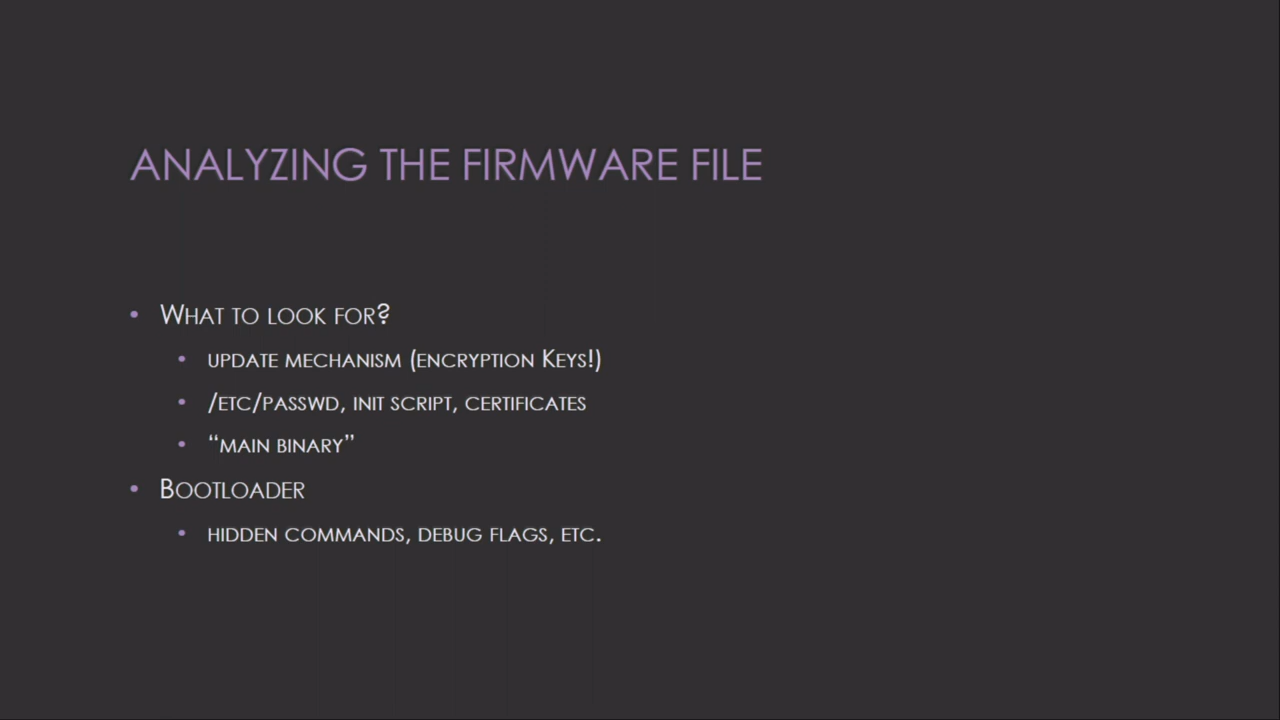 ANALYZING THE FIRMWARE FILE
• What to look for?
• update mechanism (encryption Keys!)
• /etc/passwd, init script, certificates
• “main binary”
• Bootloader
• hidden commands, debug flags, etc.